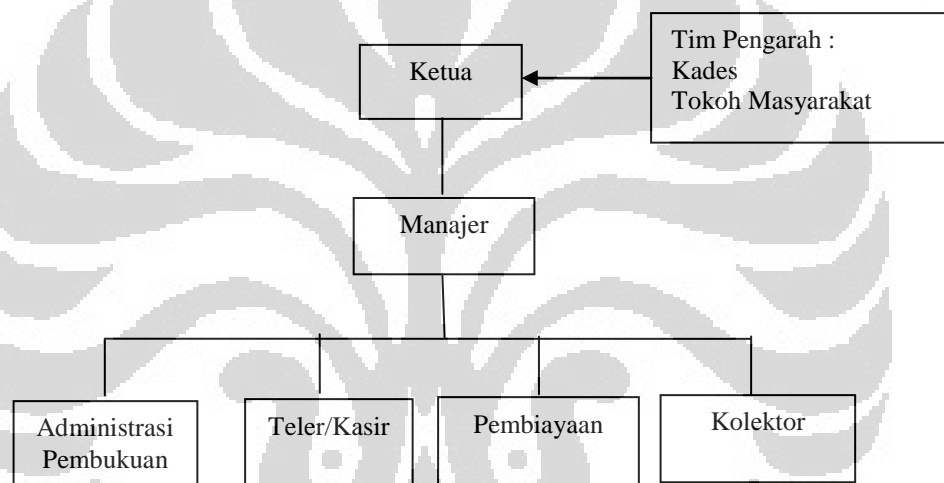 Tim Pengarah :
Kades
Tokoh Masyarakat
Ketua
Manajer
Administrasi
Pembukuan
Teler/Kasir
Pembiayaan
Kolektor